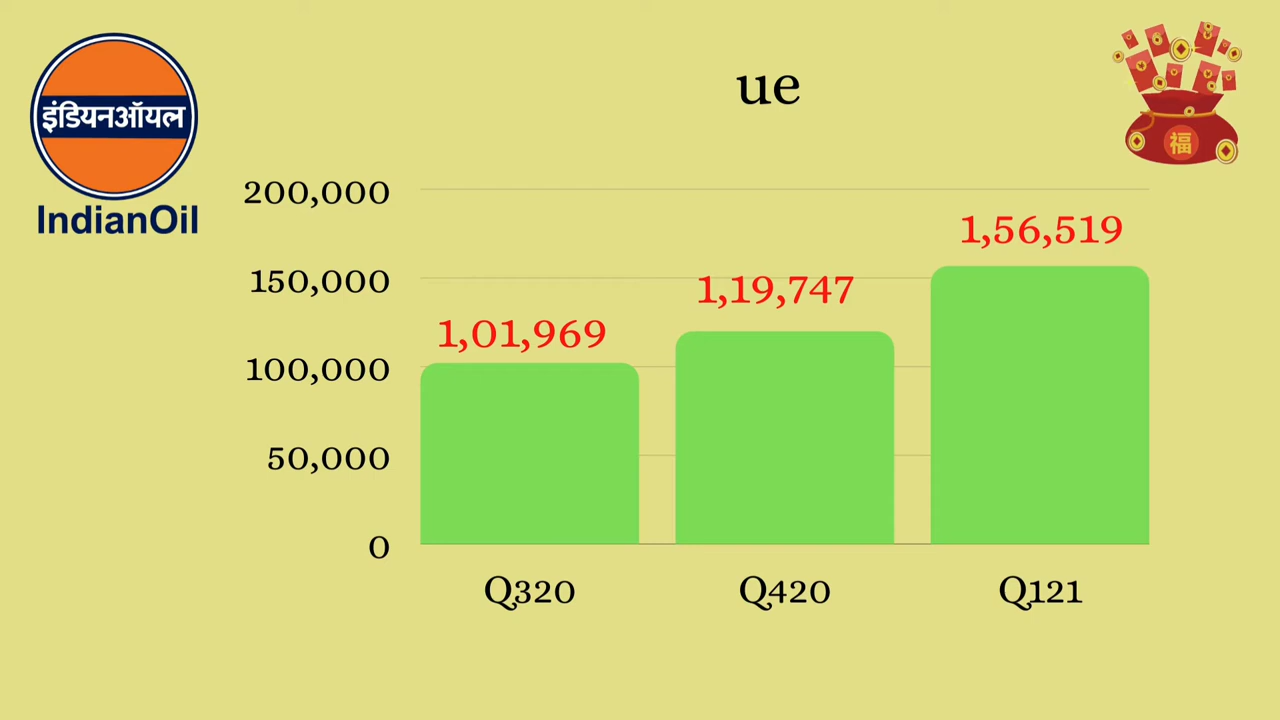 इंडियनऑयल
IndianOil
ue
福
200,000
150,000
100,000
50,000
0
1,01,969
1,19,747
1,56,519
Q320
Q420
Q121